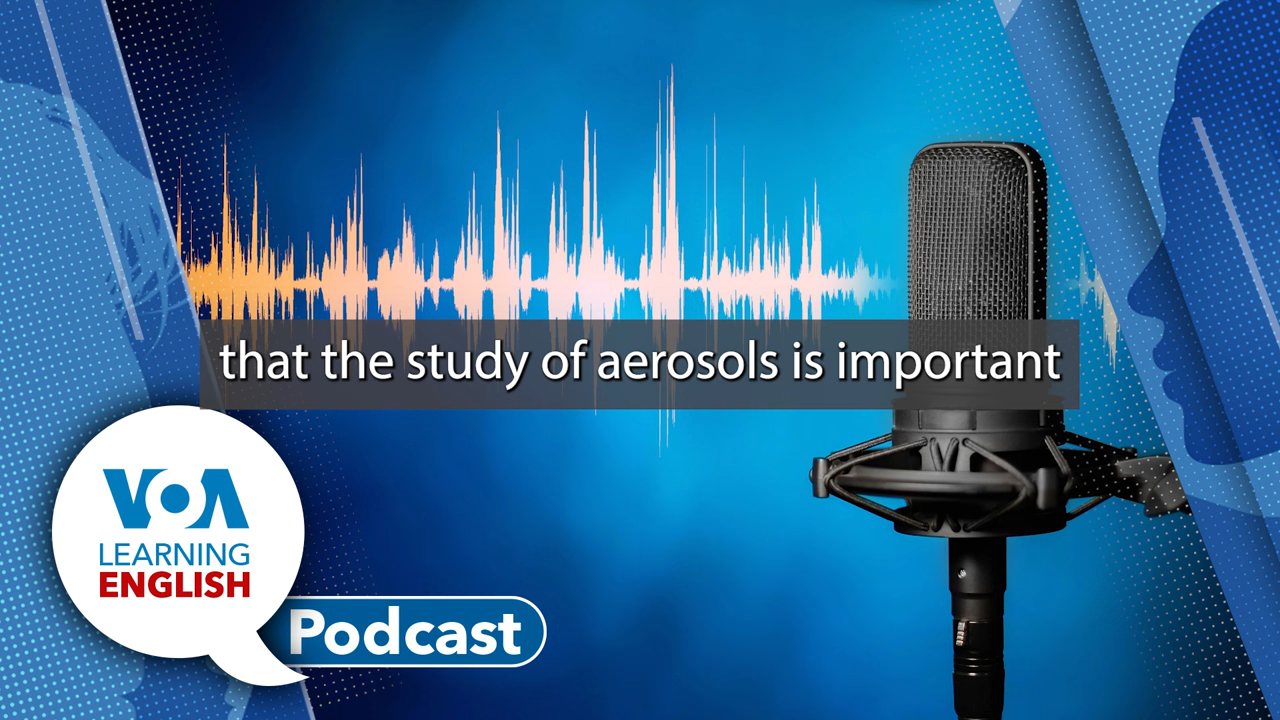 that the study of aerosols is important
VOA
LEARNING
ENGLISH
Podcast